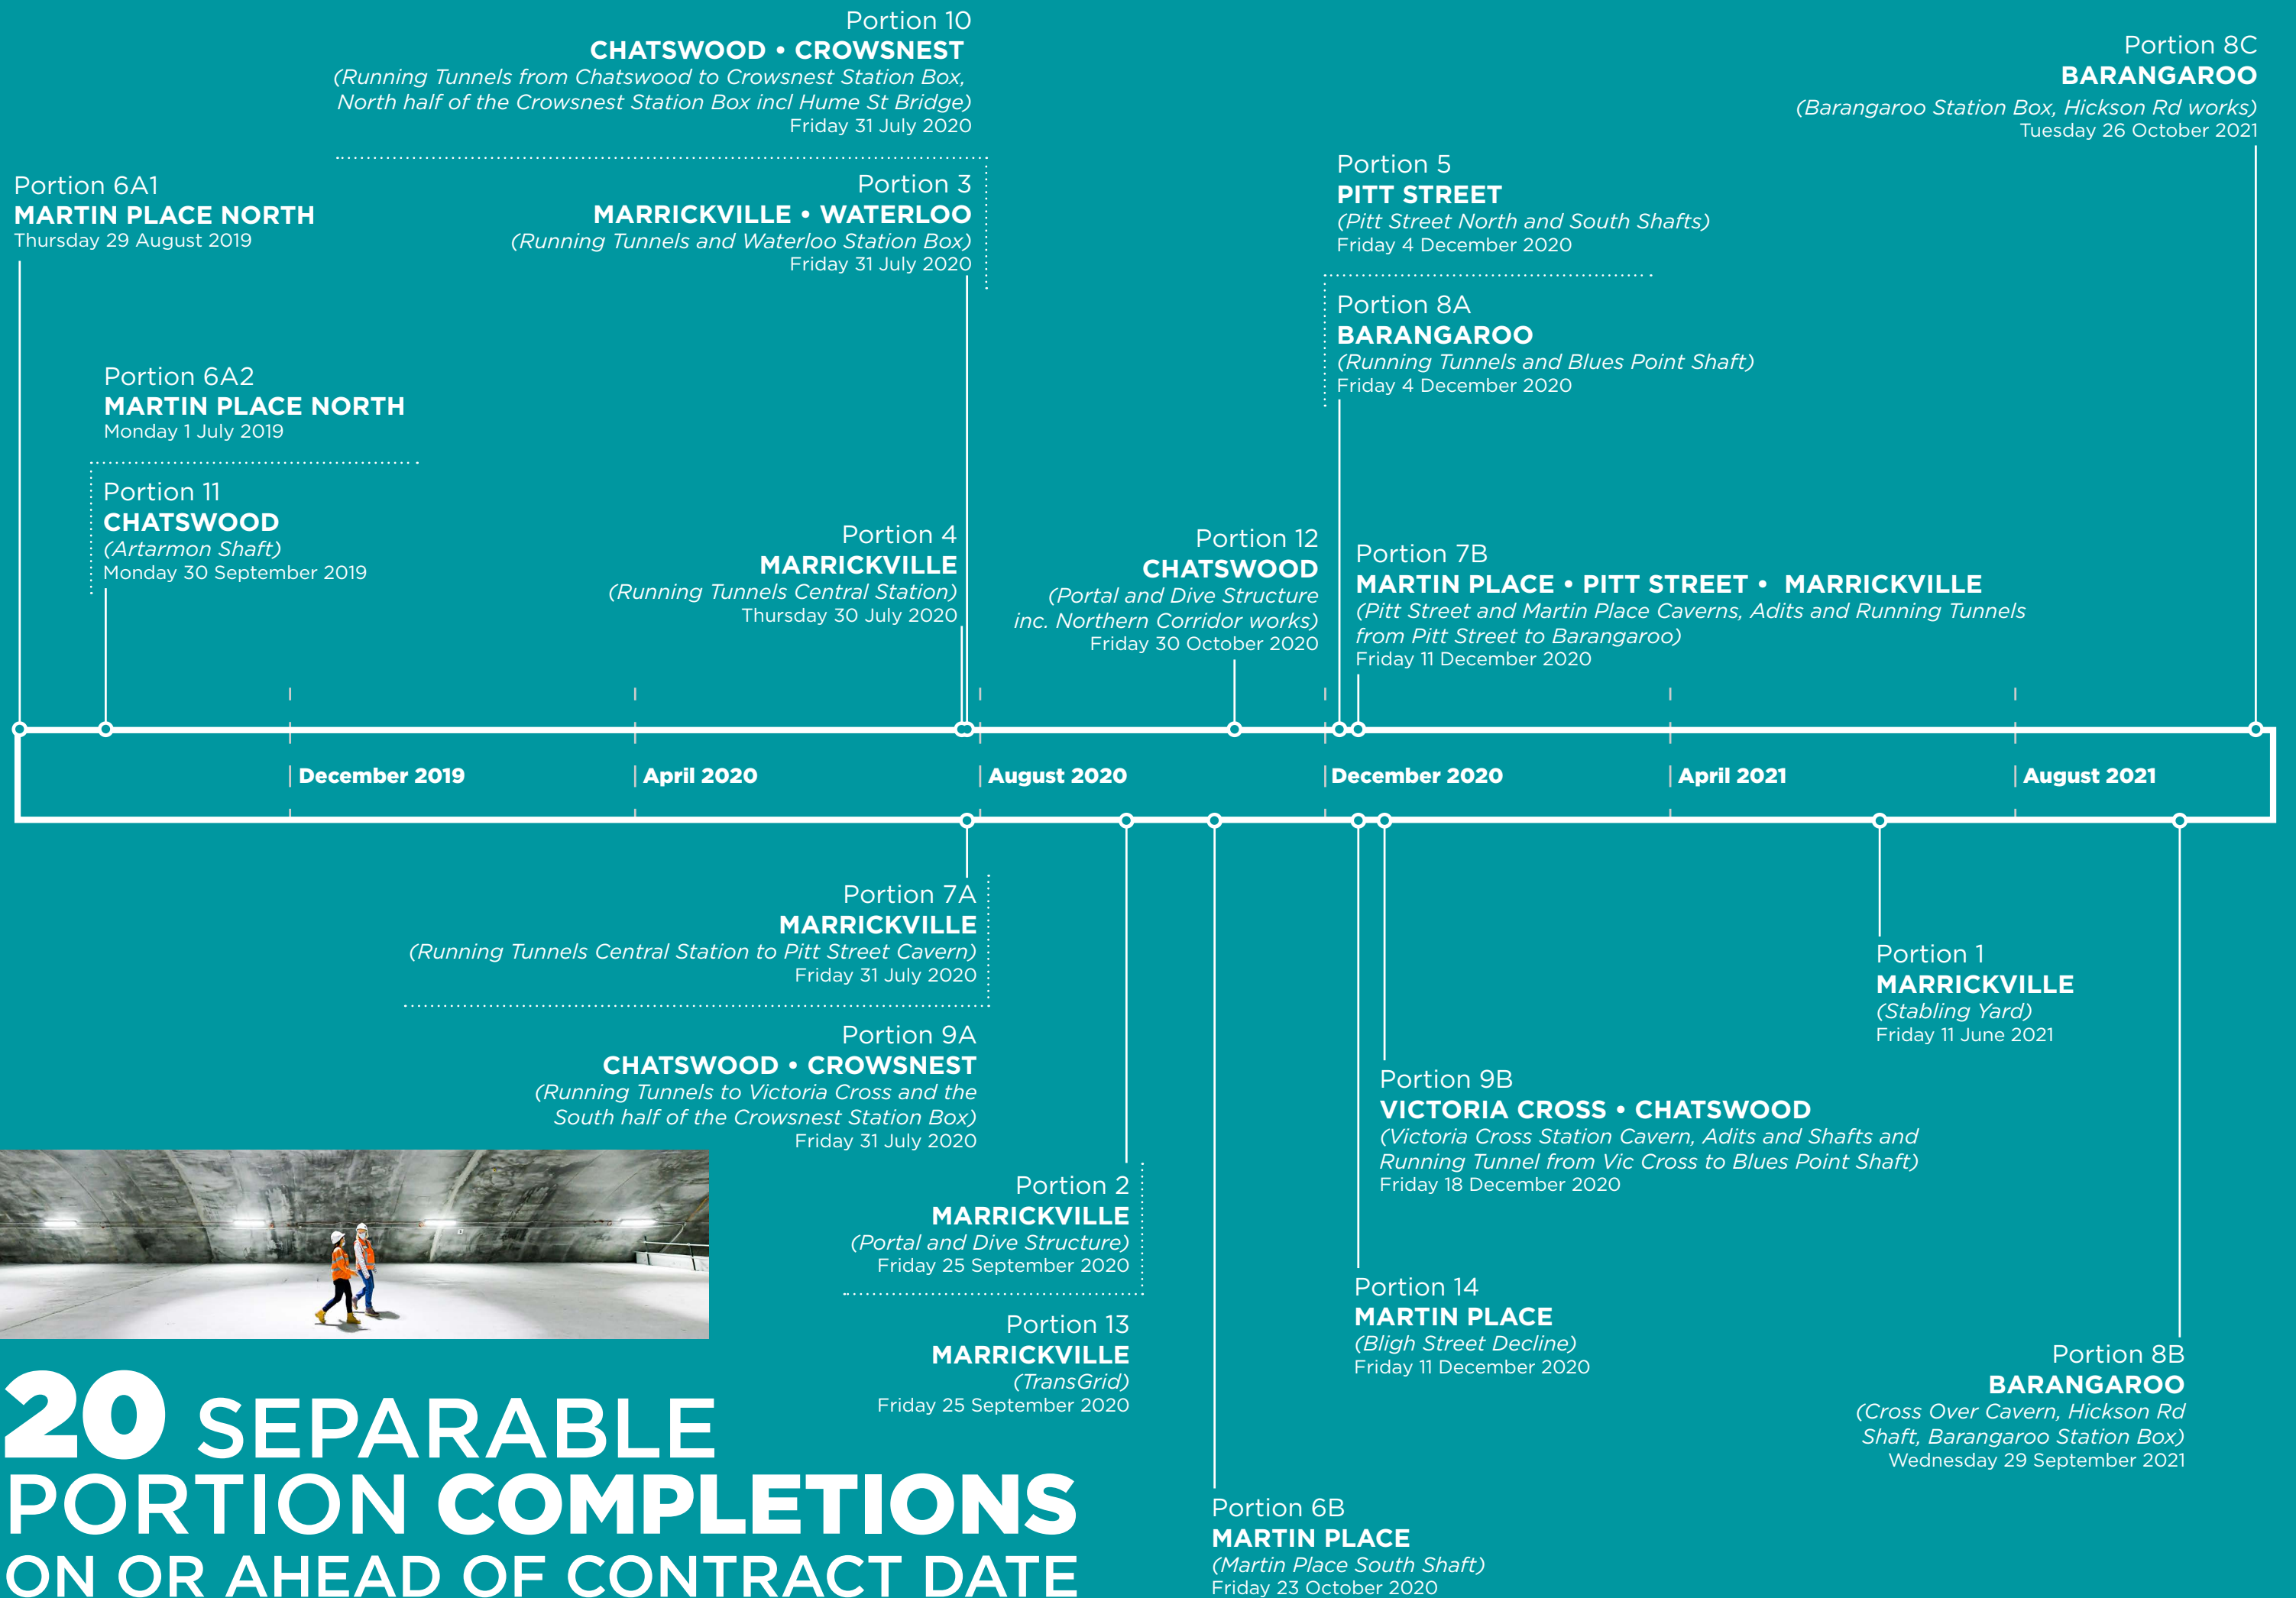 Portion 10
CHATSWOOD • CROWSNEST
(Running Tunnels from Chatswood to Crowsnest Station Box,
North half of the Crowsnest Station Box incl Hume St Bridge)
Friday 31 July 2020
Portion 8C
BARANGAROO
(Barangaroo Station Box, Hickson Rd works)
Tuesday 26 October 2021
Portion 6A1
MARTIN PLACE NORTH
Thursday 29 August 2019
Portion 3
MARRICKVILLE • WATERLOO
(Running Tunnels and Waterloo Station Box)
Friday 31 July 2020
Portion 5
PITT STREET
(Pitt Street North and South Shafts)
Friday 4 December 2020
Portion 8A
BARANGAROO
(Running Tunnels and Blues Point Shaft)
Friday 4 December 2020
Portion 6A2
MARTIN PLACE NORTH
Monday 1 July 2019
Portion 11
CHATSWOOD
(Artarmon Shaft)
Monday 30 September 2019
Portion 4
MARRICKVILLE
(Running Tunnels Central Station)
Thursday 30 July 2020
Portion 12
CHATSWOOD
(Portal and Dive Structure
inc. Northern Corridor works)
Friday 30 October 2020
Portion 7B
MARTIN PLACE • PITT STREET • MARRICKVILLE
(Pitt Street and Martin Place Caverns, Adits and Running Tunnels
from Pitt Street to Barangaroo)
Friday 11 December 2020
December 2019
April 2020
August 2020
December 2020
April 2021
August 2021
Portion 7A
MARRICKVILLE
(Running Tunnels Central Station to Pitt Street Cavern)
Friday 31 July 2020
Portion 9A
CHATSWOOD • CROWSNEST
(Running Tunnels to Victoria Cross and the
South half of the Crowsnest Station Box)
Friday 31 July 2020
Portion 2
MARRICKVILLE
(Portal and Dive Structure)
Friday 25 September 2020
Portion 13
MARRICKVILLE
(TransGrid)
Friday 25 September 2020
Portion 6B
MARTIN PLACE
(Martin Place South Shaft)
Friday 23 October 2020
Portion 14
MARTIN PLACE
(Bligh Street Decline)
Friday 11 December 2020
Portion 9B
VICTORIA CROSS • CHATSWOOD
(Victoria Cross Station Cavern, Adits and Shafts and
Running Tunnel from Vic Cross to Blues Point Shaft)
Friday 18 December 2020
Portion 1
MARRICKVILLE
(Stabling Yard)
Friday 11 June 2021
Portion 8B
BARANGAROO
(Cross Over Cavern, Hickson Rd
Shaft, Barangaroo Station Box)
Wednesday 29 September 2021
20 SEPARABLE
PORTION COMPLETIONS
ON OR AHEAD OF CONTRACT DATE